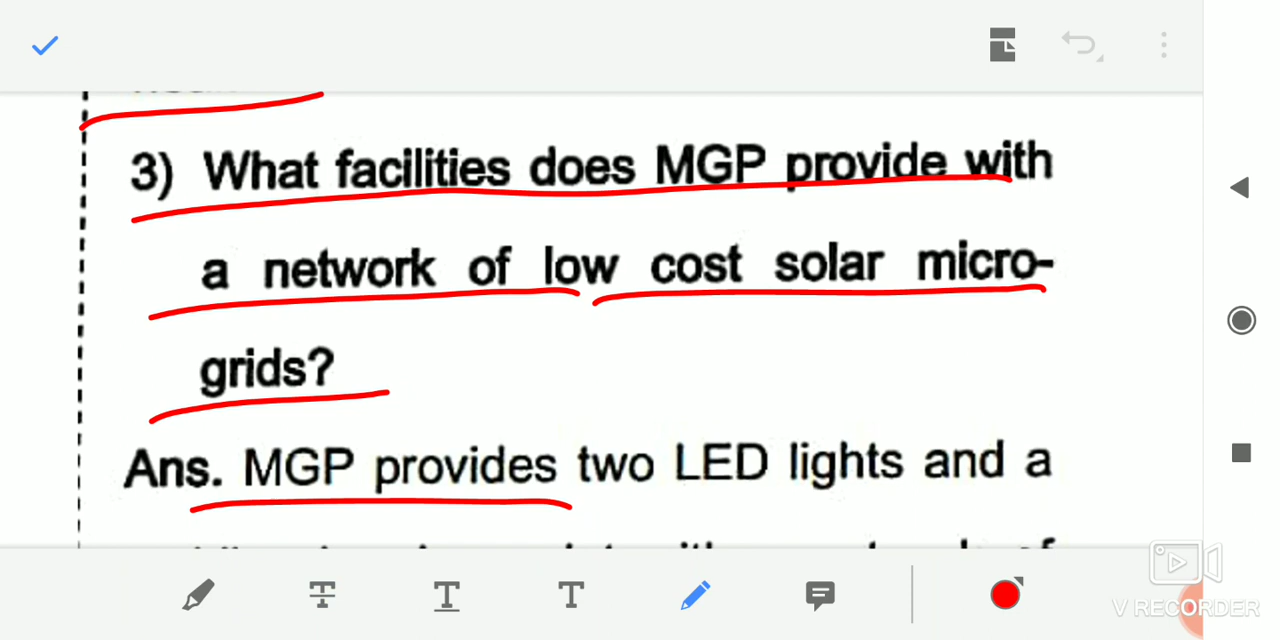 3) What facilities does MGP provide with
a network of low cost solar micro-
grids?
Ans. MGP provides two LED lights and a
V RECORDER